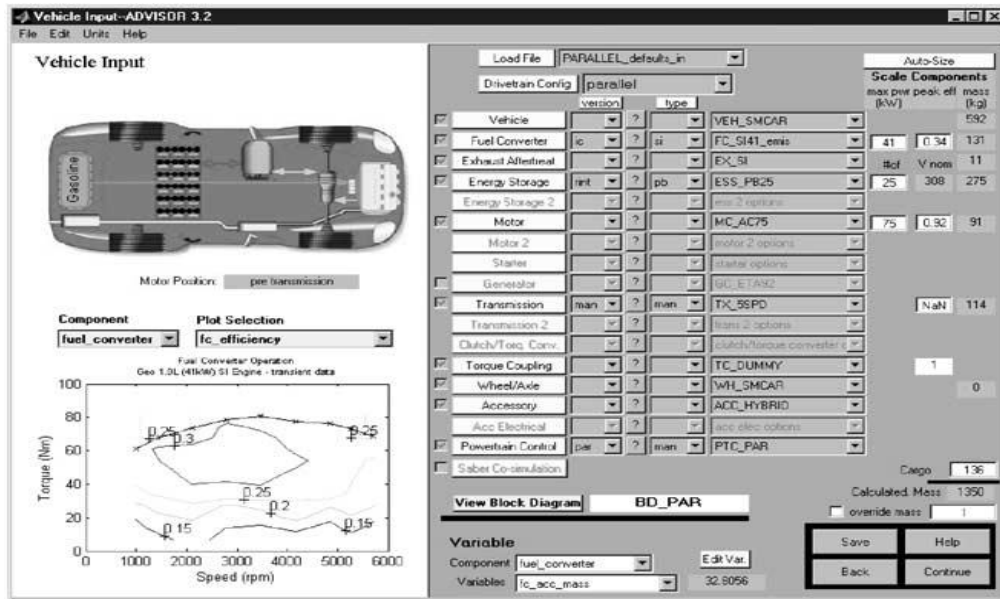 Vehicle Input--ADVISOR 3.2
File Edit Units Help
Vehicle Input
Load File PARALLEL_defaults_in
Auto-Size
Drivetrain Config parallel
Scale Components
max pwr peak eff mass
(kW) (kg)
version type
Vehicle ? VEH_SMCAR 592
Fuel Converter ic ? si FC_SI41_emis 41 0.34 131
Exhaust Aftertreat ? EX_SI #of V nom 11
Energy Storage rint ? pb ESS_PB25 25 308 275
Energy Storage 2 ? ess 2 options
Motor ? MC_AC75 75 0.92 91
Motor 2 ? motor 2 options
Starter ? starter options
Generator ? GC_ETA92
Transmission man ? man TX_5SPD NaN 114
Transmission 2 ? trans 2 options
Clutch/Torq. Conv. ? clutch/torque converter
Torque Coupling ? TC_DUMMY 1
Wheel/Axle ? WH_SMCAR 0
Accessory ? ACC_HYBRID
Acc Electrical ? acc elec options
Powertrain Control par ? man PTC_PAR
Saber Co-simulation
Cargo 136
Calculated Mass 1350
override mass 1
View Block Diagram BD_PAR
Variable
Component fuel_converter Edit Var.
Variables fc_acc_mass 32.8056
Save Help
Back Continue
Gasoline
Motor Position: pre transmission
Component Plot Selection
fuel_converter fc_efficiency
Fuel Converter Operation
Geo 1.0L (41kW) SI Engine - transient data
Torque (Nm)
100
80
60
40
20
0
0.25 0.3 0.25
0.25
0.2
0.15 0.15
0 1000 2000 3000 4000 5000 6000
Speed (rpm)